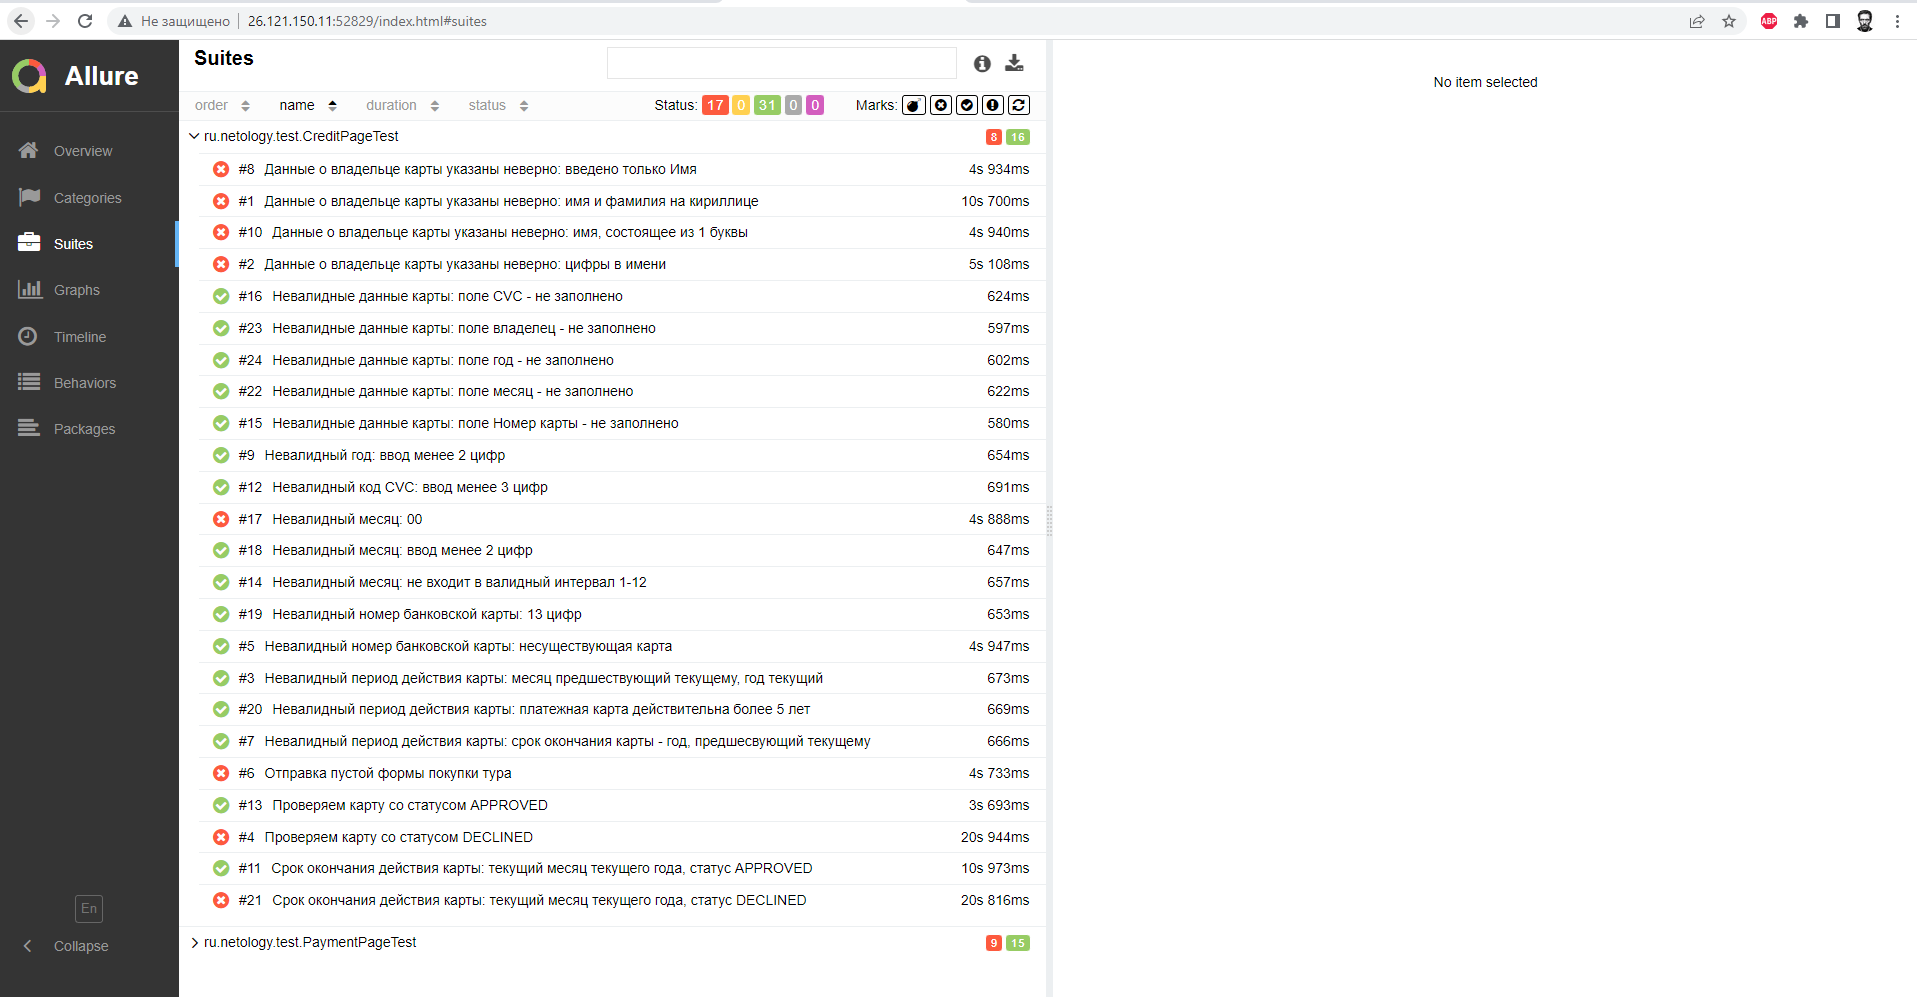 Не защищено 26.121.150.11:52829/index.html#suites ABP
Allure
Overview
Categories
Suites
Graphs
Timeline
Behaviors
Packages
En
Collapse
Suites
order name duration status Status: 17 0 31 0 0 Marks:
ru.netology.test.CreditPageTest 8 16
#8 Данные о владельце карты указаны неверно: введено только Имя 4s 934ms
#1 Данные о владельце карты указаны неверно: имя и фамилия на кириллице 10s 700ms
#10 Данные о владельце карты указаны неверно: имя, состоящее из 1 буквы 4s 940ms
#2 Данные о владельце карты указаны неверно: цифры в имени 5s 108ms
#16 Невалидные данные карты: поле CVC - не заполнено 624ms
#23 Невалидные данные карты: поле владелец - не заполнено 597ms
#24 Невалидные данные карты: поле год - не заполнено 602ms
#22 Невалидные данные карты: поле месяц - не заполнено 622ms
#15 Невалидные данные карты: поле Номер карты - не заполнено 580ms
#9 Невалидный год: ввод менее 2 цифр 654ms
#12 Невалидный код CVC: ввод менее 3 цифр 691ms
#17 Невалидный месяц: 00 4s 888ms
#18 Невалидный месяц: ввод менее 2 цифр 647ms
#14 Невалидный месяц: не входит в валидный интервал 1-12 657ms
#19 Невалидный номер банковской карты: 13 цифр 653ms
#5 Невалидный номер банковской карты: несуществующая карта 4s 947ms
#3 Невалидный период действия карты: месяц предшествующий текущему, год текущий 673ms
#20 Невалидный период действия карты: платежная карта действительна более 5 лет 669ms
#7 Невалидный период действия карты: срок окончания карты - год, предшесвующий текущему 666ms
#6 Отправка пустой формы покупки тура 4s 733ms
#13 Проверяем карту со статусом APPROVED 3s 693ms
#4 Проверяем карту со статусом DECLINED 20s 944ms
#11 Срок окончания действия карты: текущий месяц текущего года, статус APPROVED 10s 973ms
#21 Срок окончания действия карты: текущий месяц текущего года, статус DECLINED 20s 816ms
ru.netology.test.PaymentPageTest 9 15
No item selected